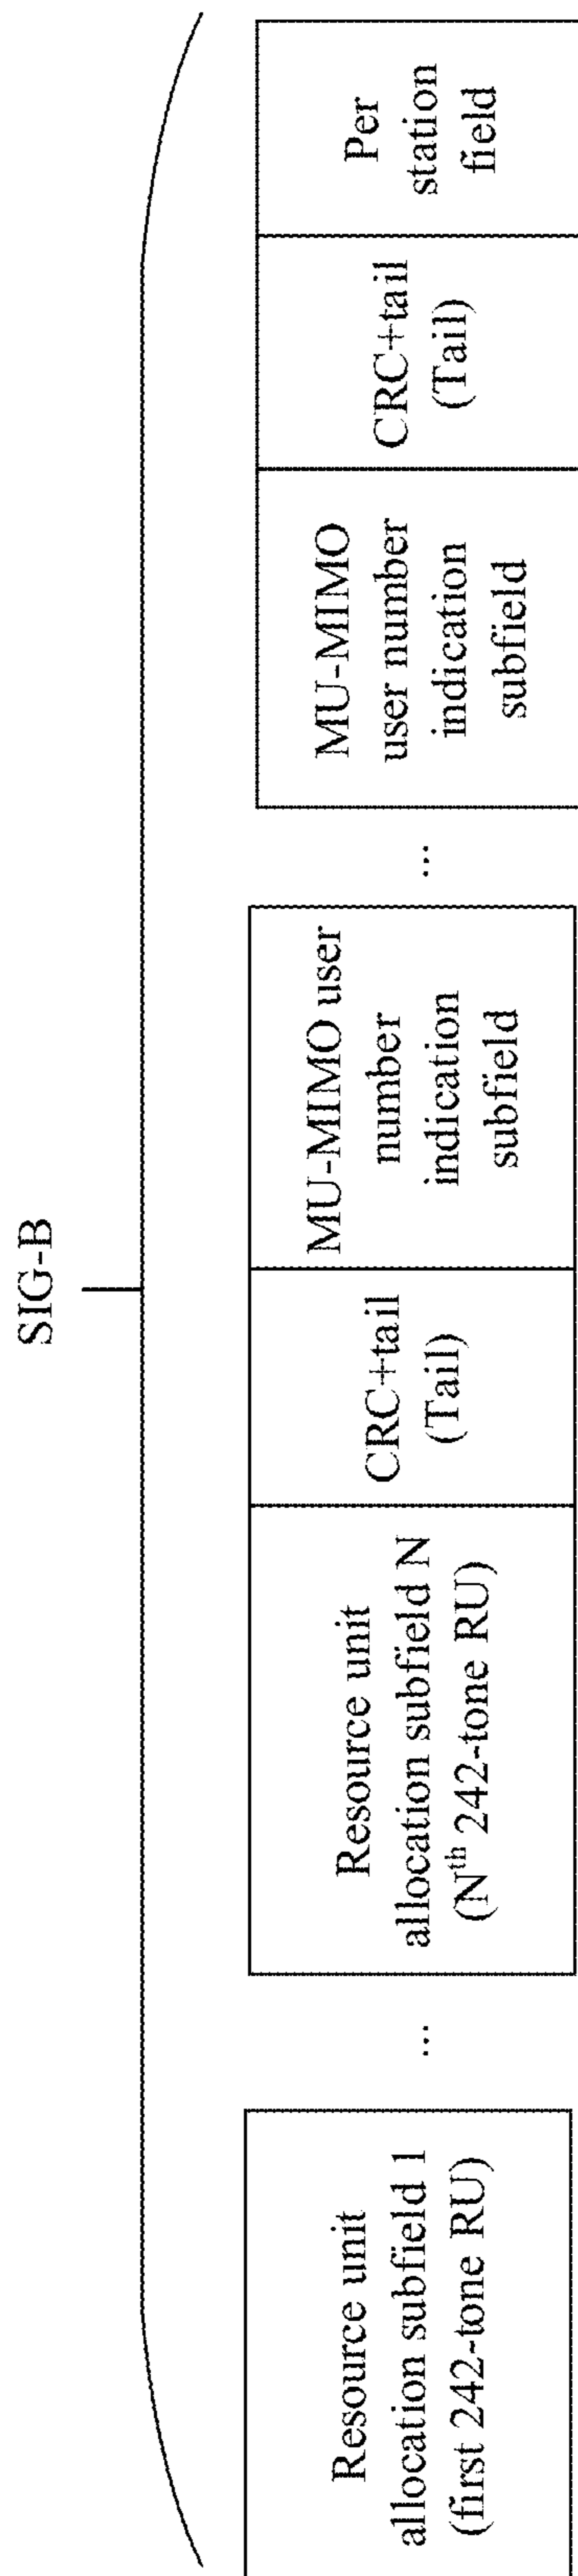 SIG-B
Resource unit
allocation subfield 1
(first 242-tone RU)
...
Resource unit
allocation subfield N
(Nth 242-tone RU)
CRC+tail
(Tail)
MU-MIMO user
number
indication
subfield
...
MU-MIMO
user number
indication
subfield
CRC+tail
(Tail)
Per
station
field